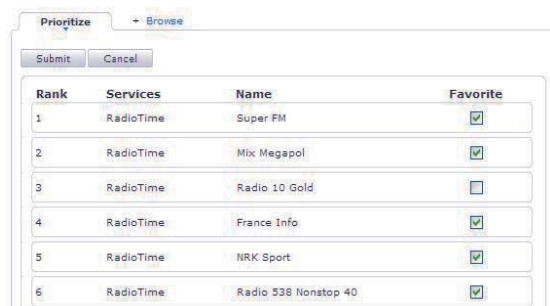 Prioritize + Browse
Submit Cancel
Rank Services Name Favorite
1 RadioTime Super FM
2 RadioTime Mix Megapol
3 RadioTime Radio 10 Gold
4 RadioTime France Info
5 RadioTime NRK Sport
6 RadioTime Radio 538 Nonstop 40